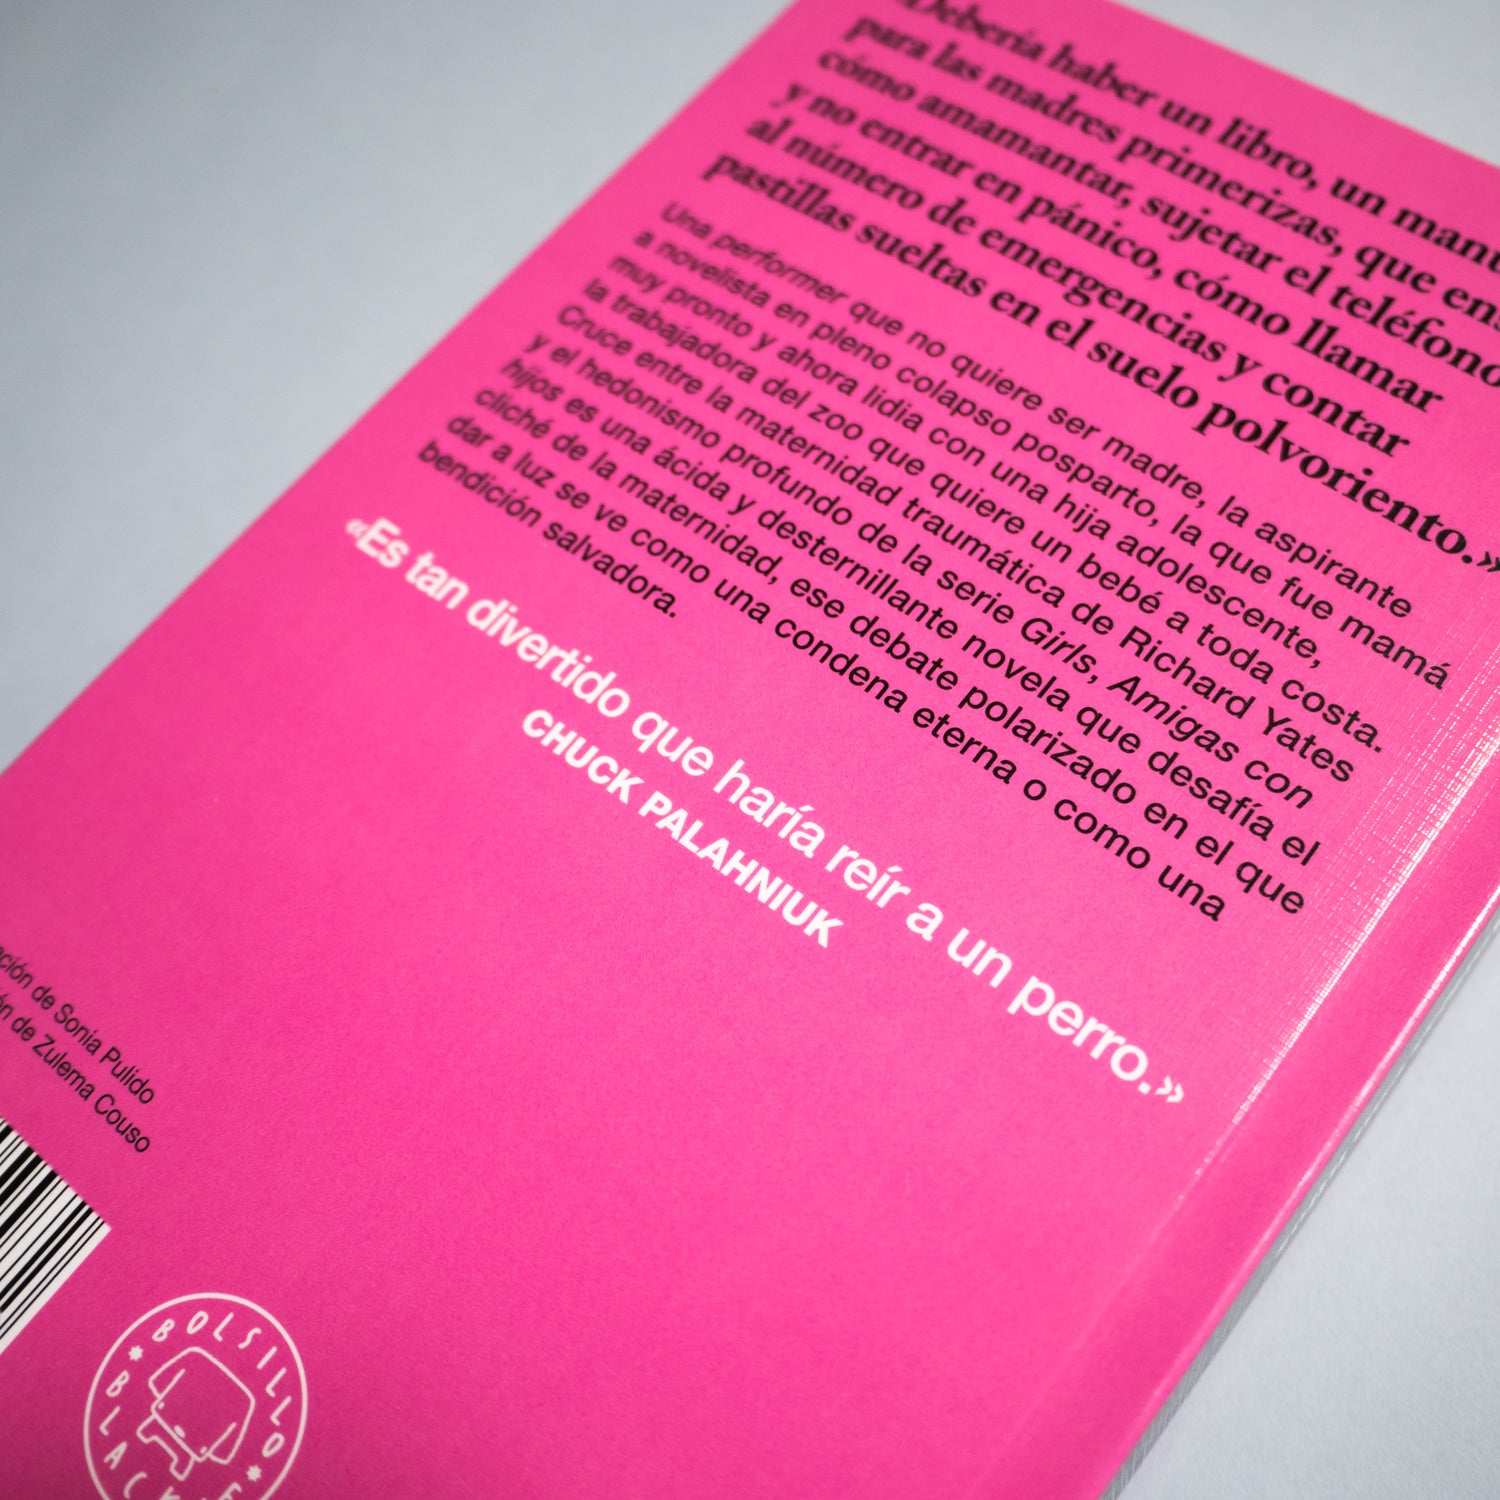 «Debería haber un libro, un
para las madres primerizas, que
cómo amamantar, sujetar el teléfono
y no entrar en pánico, cómo llamar
al número de emergencias y contar
pastillas sueltas en el suelo polvoriento.»
Una performer que no quiere ser madre, la aspirante
a novelista en pleno colapso posparto, la que fue mamá
muy pronto y ahora lidia con una hija adolescente,
la trabajadora del zoo que quiere un bebé a toda costa.
Cruce entre la maternidad traumática de Richard Yates
y el hedonismo profundo de la serie Girls, Amigas con
hijos es una ácida y desternillante novela que desafía el
cliché de la maternidad, ese debate polarizado en el que
dar a luz se ve como una condena eterna o como una
bendición salvadora.
«Es tan divertido que haría reír a un perro.»
CHUCK PALAHNIUK
de Sonia Pulido
de Zulema Couso
BOLSILLO